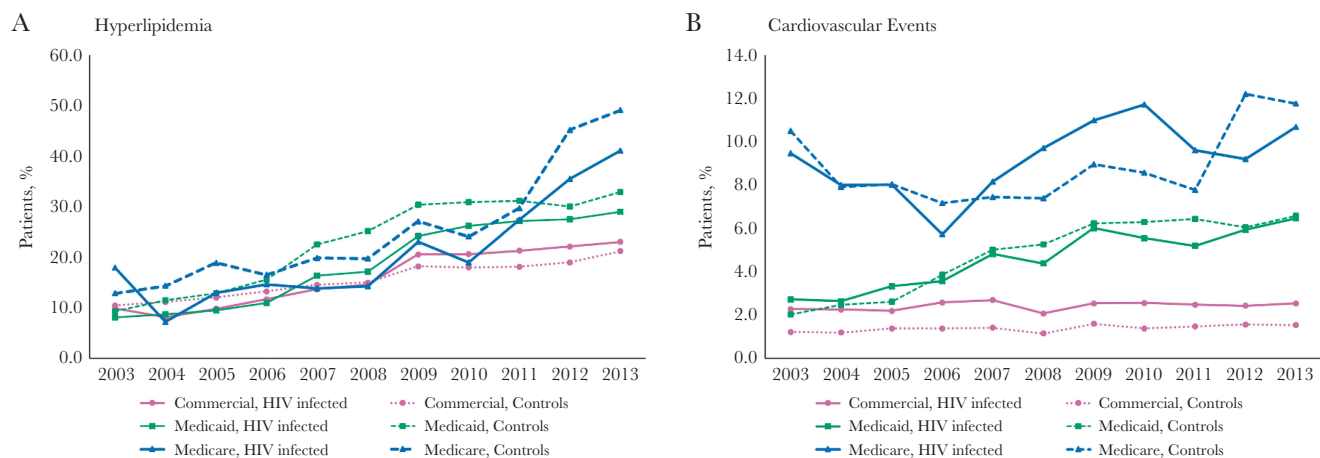 A Hyperlipidemia
60.0
50.0
40.0
30.0
20.0
10.0
0.0
Patients, %
2003 2004 2005 2006 2007 2008 2009 2010 2011 2012 2013
Commercial, HIV infected Commercial, Controls
Medicaid, HIV infected Medicaid, Controls
Medicare, HIV infected Medicare, Controls
B Cardiovascular Events
14.0
12.0
10.0
8.0
6.0
4.0
2.0
0.0
Patients, %
2003 2004 2005 2006 2007 2008 2009 2010 2011 2012 2013
Commercial, HIV infected Commercial, Controls
Medicaid, HIV infected Medicaid, Controls
Medicare, HIV infected Medicare, Controls